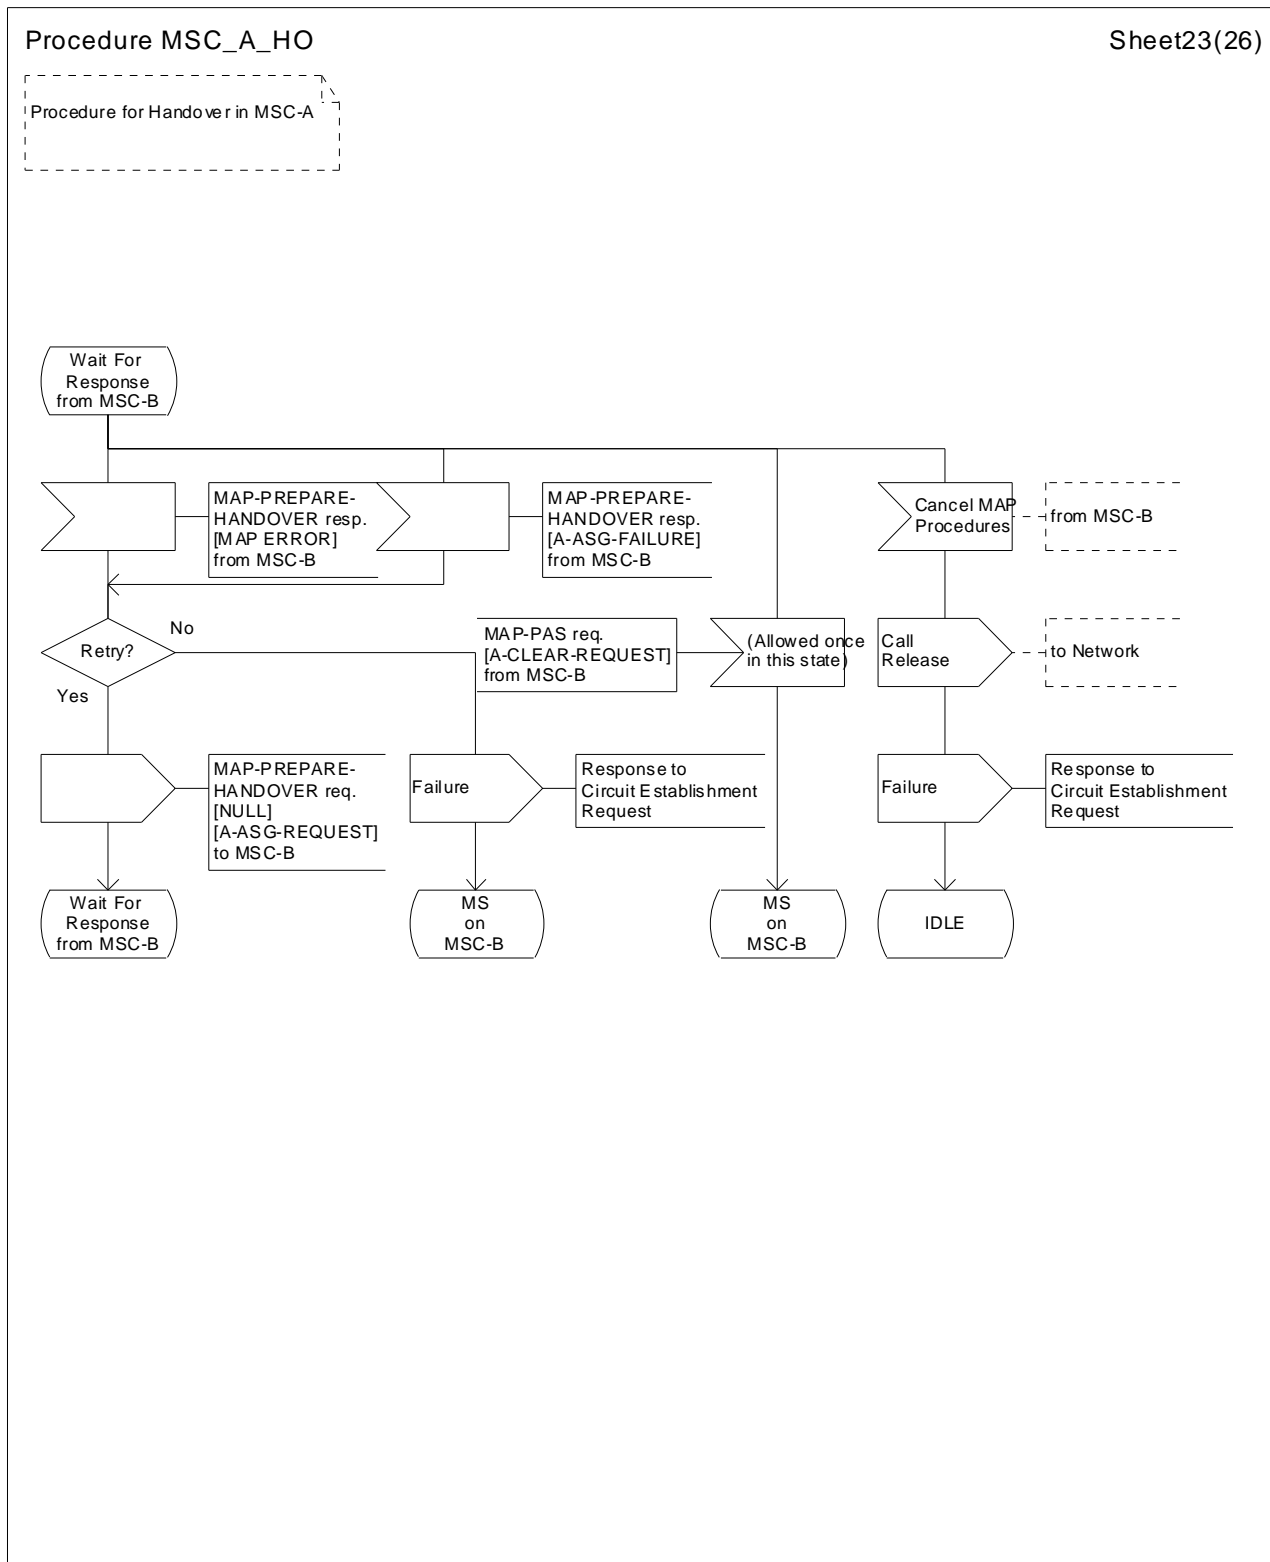 Procedure MSC_A_HO
Sheet23(26)
Procedure for Handover in MSC-A
Wait For
Response
from MSC-B
MAP-PREPARE-
HANDOVER resp.
[MAP ERROR]
from MSC-B
MAP-PREPARE-
HANDOVER resp.
[A-ASG-FAILURE]
from MSC-B
Cancel MAP
Procedures
from MSC-B
Retry?
No
Yes
MAP-PAS req.
[A-CLEAR-REQUEST]
from MSC-B
(Allowed once
in this state)
Call
Release
to Network
MAP-PREPARE-
HANDOVER req.
[NULL]
[A-ASG-REQUEST]
to MSC-B
Failure
Response to
Circuit Establishment
Request
Failure
Response to
Circuit Establishment
Request
Wait For
Response
from MSC-B
MS
on
MSC-B
MS
on
MSC-B
IDLE